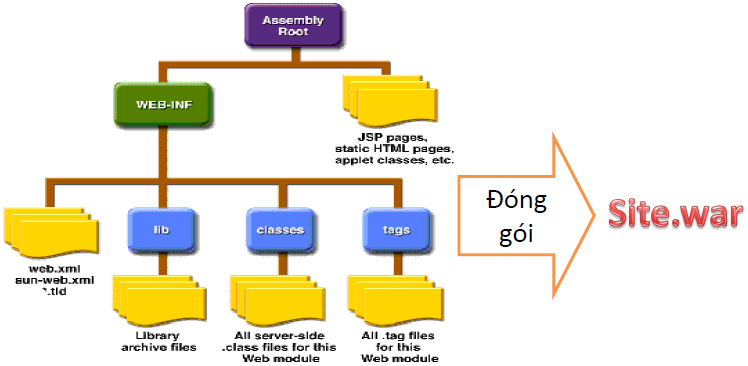 Assembly
Root
WEB-INF
JSP pages,
static HTML pages,
applet classes, etc.
Đóng
gói
Site.war
lib
classes
tags
web.xml
sun-web.xml
*.tld
Library
archive files
All server-side
.class files for this
Web module
All .tag files
for this
Web module